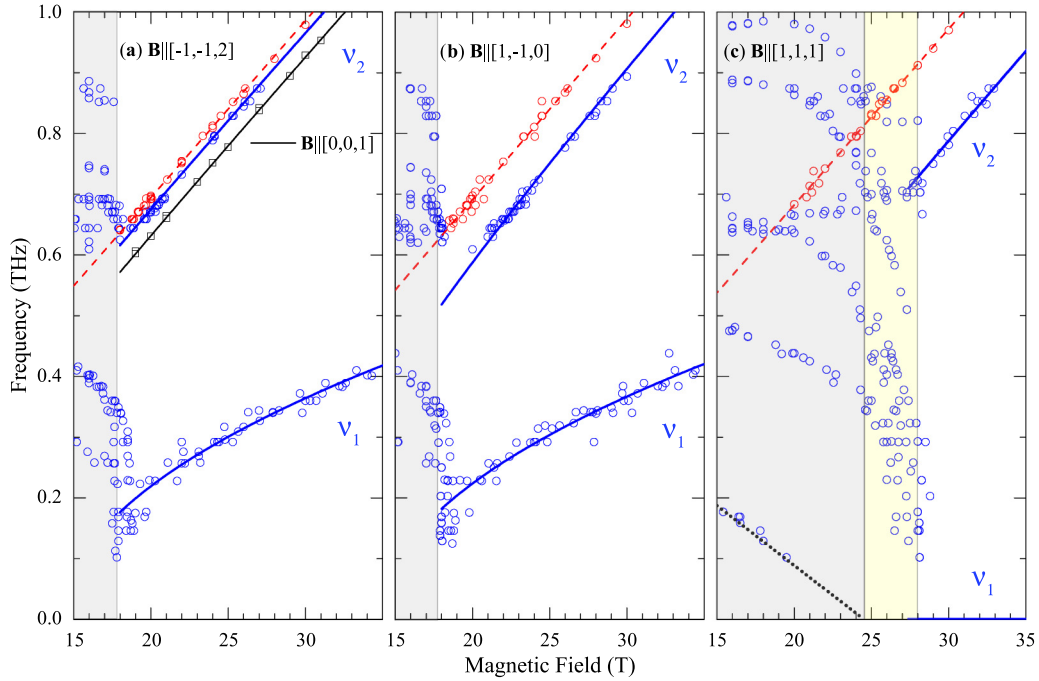 1.0
0.8
0.6
0.4
0.2
0.0
Frequency (THz)
(a) B||[-1,-1,2]
ν2
B||[0,0,1]
ν1
15 20 25 30
(b) B||[1,-1,0]
ν2
ν1
15 20 25 30
(c) B||[1,1,1]
ν2
ν1
15 20 25 30 35
Magnetic Field (T)